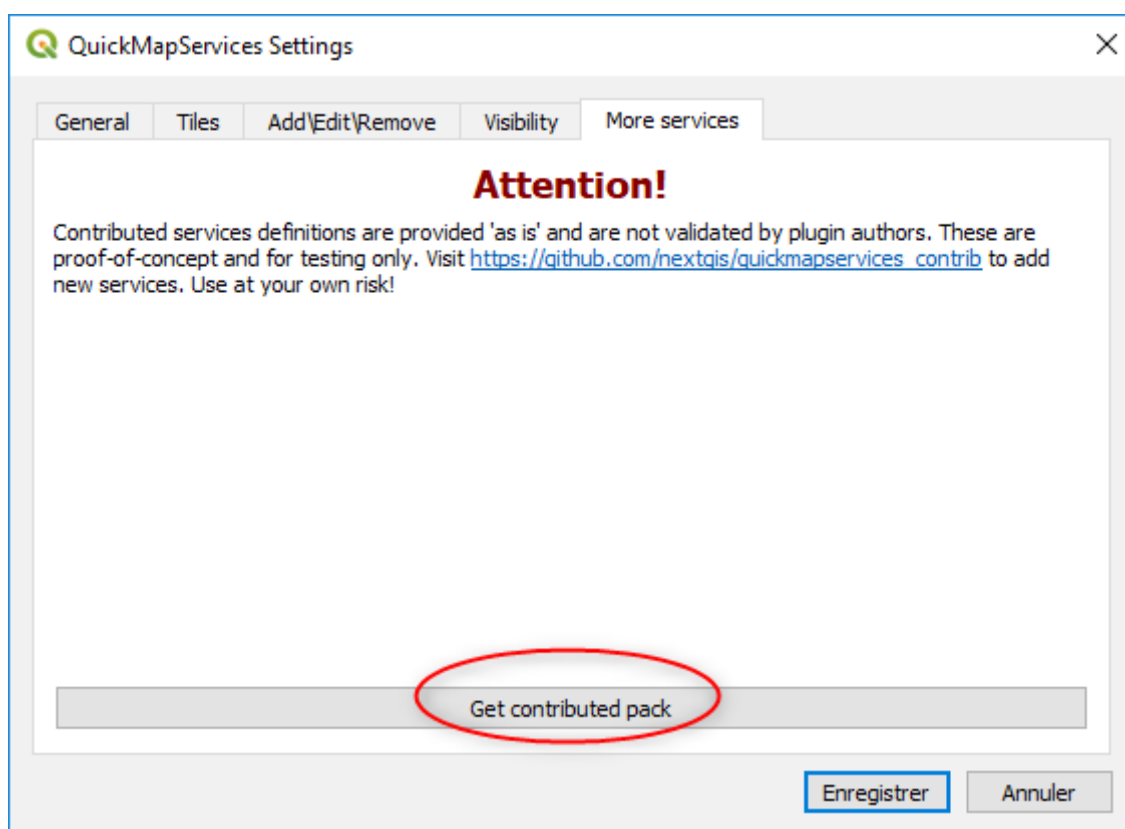 QuickMapServices Settings
General Tiles Add\Edit\Remove Visibility More services
Attention!
Contributed services definitions are provided 'as is' and are not validated by plugin authors. These are
proof-of-concept and for testing only. Visit https://github.com/nextgis/quickmapservices_contrib to add
new services. Use at your own risk!
Get contributed pack
Enregistrer Annuler